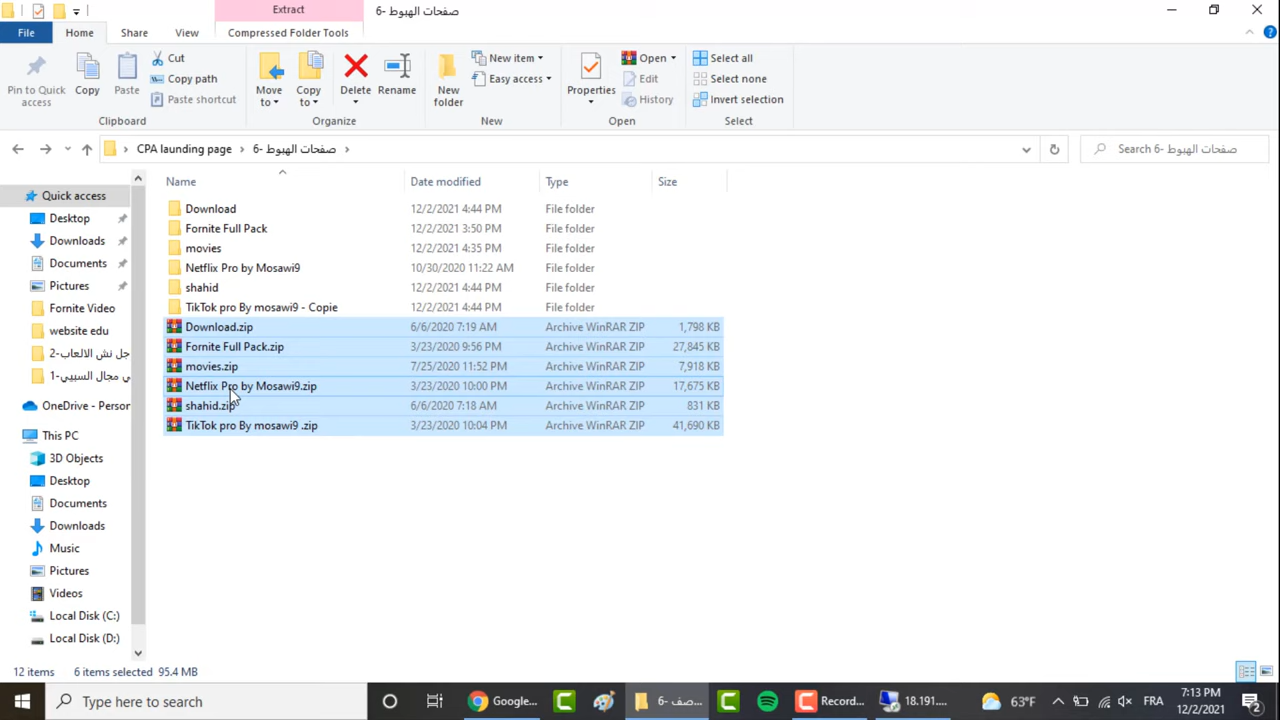 Extract
6- صفحات الهبوط
File
Home
Share
View
Compressed Folder Tools
Pin to Quick access
Copy
Paste
Cut
Copy path
Paste shortcut
Clipboard
Move to
Copy to
Delete
Rename
Organize
New folder
New item
Easy access
New
Properties
Open
Edit
History
Open
Select all
Select none
Invert selection
Select
CPA launding page
6- صفحات الهبوط
Search 6- صفحات الهبوط
Name
Date modified
Type
Size
Quick access
Desktop
Downloads
Documents
Pictures
Fornite Video
website edu
2-جل نش الالعاب
1-ي مجال السبيي
OneDrive - Person
This PC
3D Objects
Desktop
Documents
Downloads
Music
Pictures
Videos
Local Disk (C:)
Local Disk (D:)
Download 12/2/2021 4:44 PM File folder
Fornite Full Pack 12/2/2021 3:50 PM File folder
movies 12/2/2021 4:35 PM File folder
Netflix Pro by Mosawi9 10/30/2020 11:22 AM File folder
shahid 12/2/2021 4:44 PM File folder
TikTok pro By mosawi9 - Copie 12/2/2021 4:44 PM File folder
Download.zip 6/6/2020 7:19 AM Archive WinRAR ZIP 1,798 KB
Fornite Full Pack.zip 3/23/2020 9:56 PM Archive WinRAR ZIP 27,845 KB
movies.zip 7/25/2020 11:52 PM Archive WinRAR ZIP 7,918 KB
Netflix Pro by Mosawi9.zip 3/23/2020 10:00 PM Archive WinRAR ZIP 17,675 KB
shahid.zip 6/6/2020 7:18 AM Archive WinRAR ZIP 831 KB
TikTok pro By mosawi9 .zip 3/23/2020 10:04 PM Archive WinRAR ZIP 41,690 KB
12 items 6 items selected 95.4 MB
Type here to search
Google...
6- صف...
Record...
18.191....
63°F
FRA
7:13 PM
12/2/2021
2